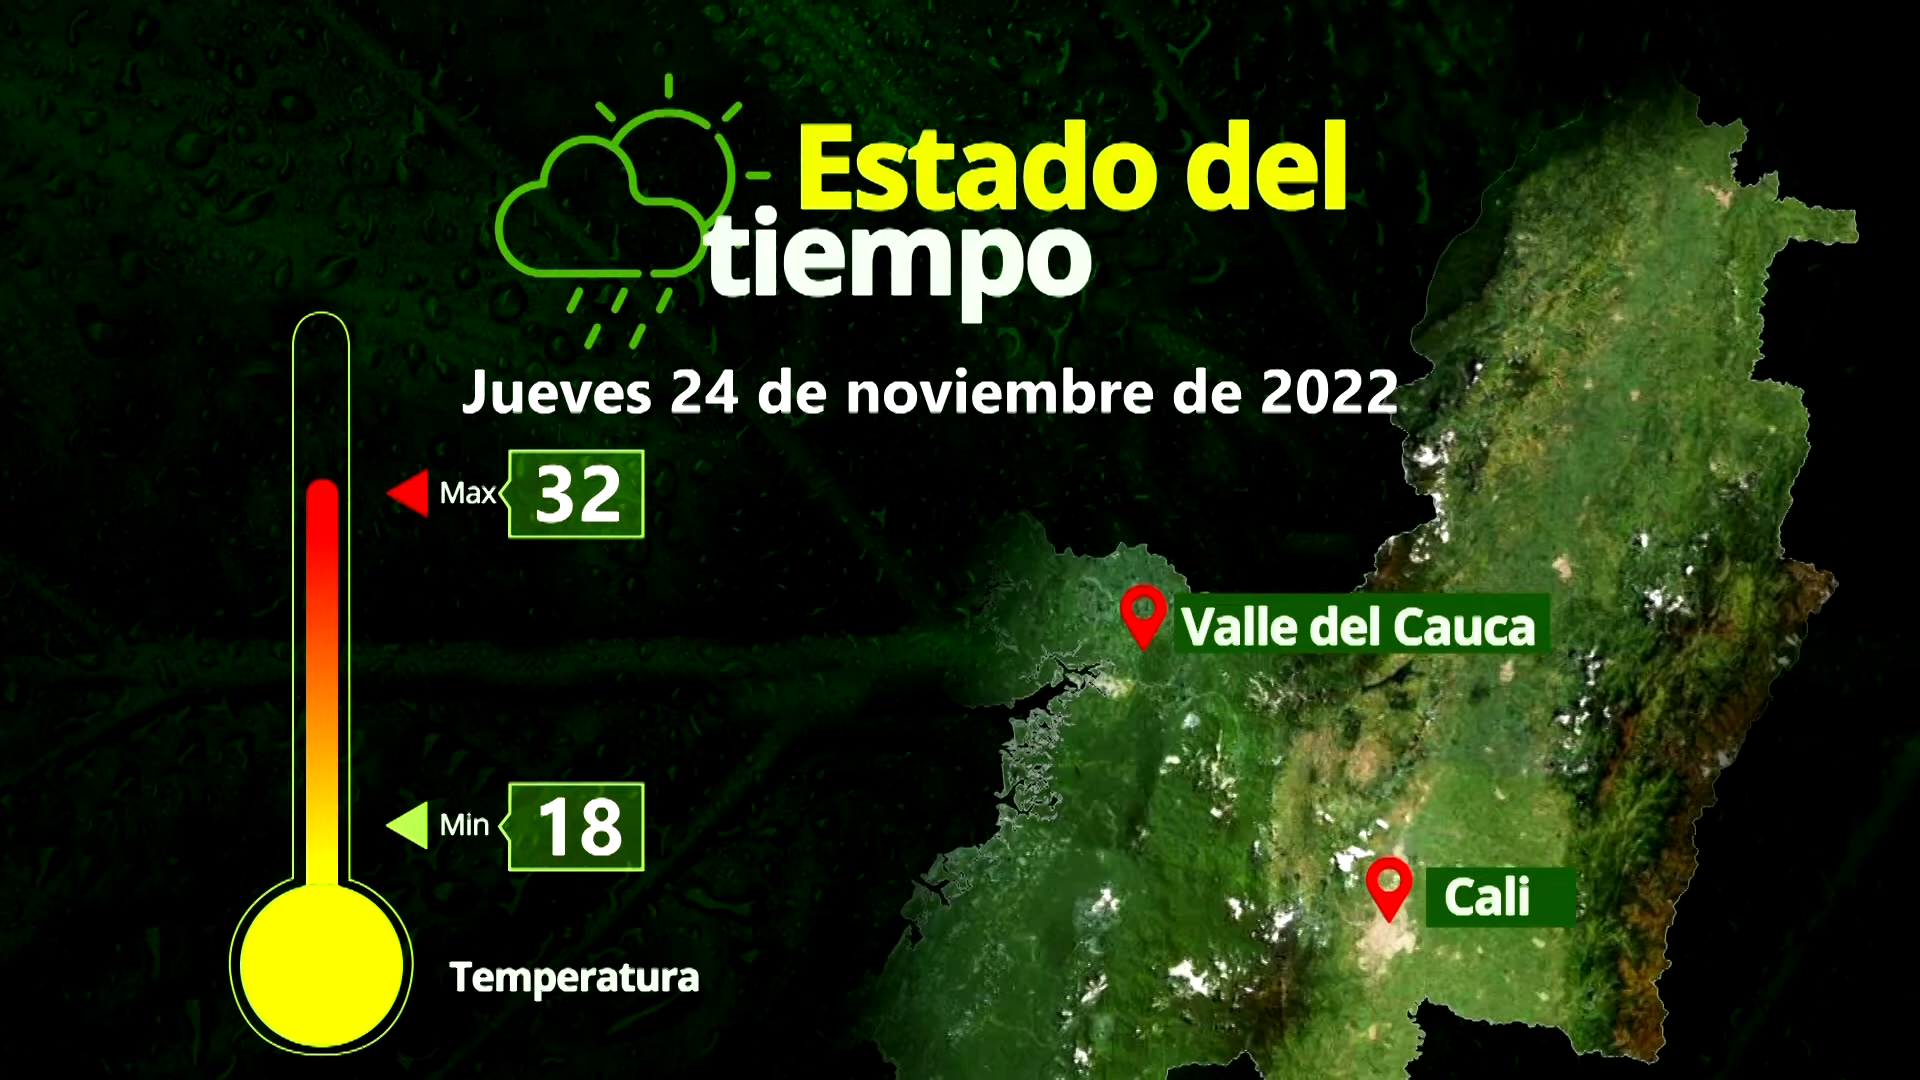 Estado del
tiempo
Jueves 24 de noviembre de 2022
Max 32
Valle del Cauca
Min 18
Cali
Temperatura